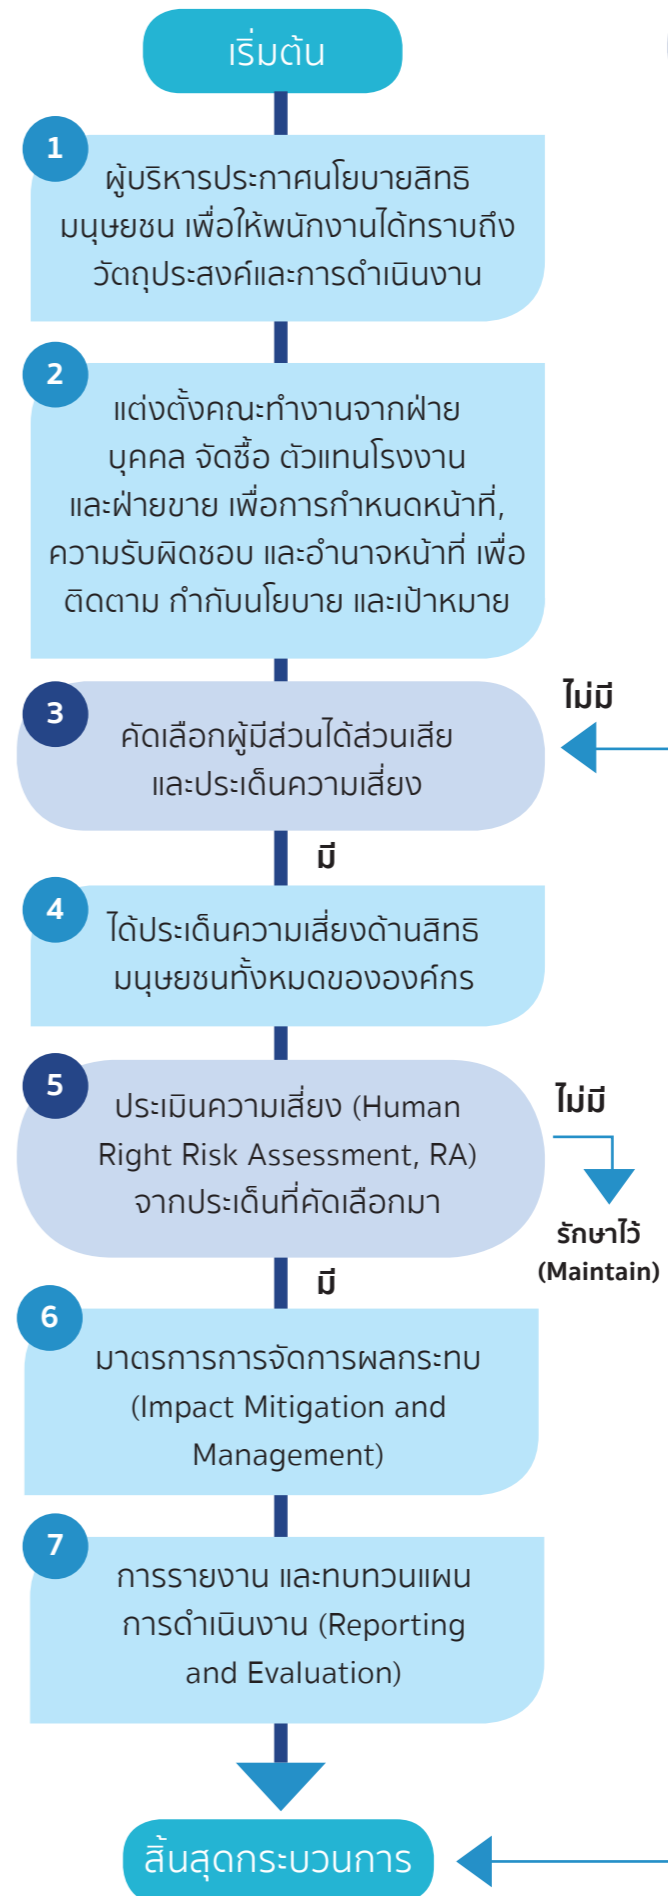 เริ่มต้น
1
ผู้บริหารประกาศนโยบายสิทธิ
มนุษยชน เพื่อให้พนักงานได้ทราบถึง
วัตถุประสงค์และการดำเนินงาน
2
แต่งตั้งคณะทำงานจากฝ่าย
บุคคล จัดซื้อ ตัวแทนโรงงาน
และฝ่ายขาย เพื่อการกำหนดหน้าที่,
ความรับผิดชอบ และอำนาจหน้าที่ เพื่อ
ติดตาม กำกับนโยบาย และเป้าหมาย
3
คัดเลือกผู้มีส่วนได้ส่วนเสีย
และประเด็นความเสี่ยง
ไม่มี
มี
4
ได้ประเด็นความเสี่ยงด้านสิทธิ
มนุษยชนทั้งหมดขององค์กร
5
ประเมินความเสี่ยง (Human
Right Risk Assessment, RA)
จากประเด็นที่คัดเลือกมา
ไม่มี
รักษาไว้
(Maintain)
มี
6
มาตรการการจัดการผลกระทบ
(Impact Mitigation and
Management)
7
การรายงาน และทบทวนแผน
การดำเนินงาน (Reporting
and Evaluation)
สิ้นสุดกระบวนการ